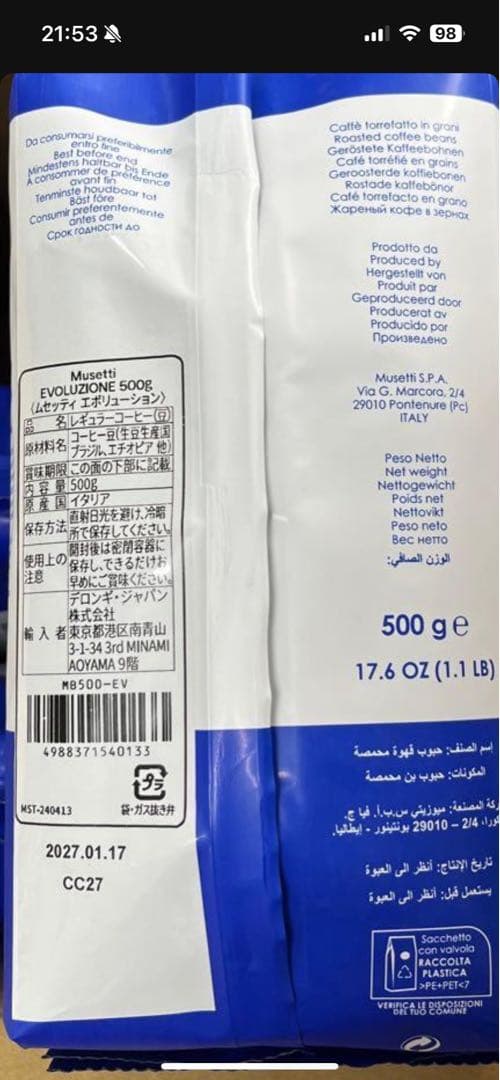 21:53
98
Da consumarsi preferibilmente
entro fine
Best before end
Mindestens haltbar bis Ende
A consommer de préférence
avant fin
Tenminste houdbaar tot
Bäst före
Consumir preferentemente
antes de
Срок годности до
Caffè torrefatto in grani
Roasted coffee beans
Geröstete Kaffeebohnen
Café torréfié en grains
Geroosterde koffiebonen
Rostade kaffebönor
Café torrefacto en grano
Жареный кофе в зернах
Prodotto da
Produced by
Hergestellt von
Produit par
Geproduceerd door
Producerat av
Producido por
Произведено
Musetti S.P.A.
Via G. Marcora, 2/4
29010 Pontenure (Pc)
ITALY
Peso Netto
Net weight
Nettogewicht
Poids net
Nettovikt
Peso neto
Вес нетто
الوزن الصافي:
500 g e
17.6 OZ (1.1 LB)
Musetti
EVOLUZIONE 500g
〈ムセッティ エボリューション〉
品名 レギュラーコーヒー(豆)
原材料名 コーヒー豆(生豆生産国
ブラジル,エチオピア 他)
賞味期限 この面の下部に記載
内容量 500g
原産国 イタリア
保存方法 直射日光を避け,冷暗
所で保存してください。
使用上の注意 開封後は密閉容器に
保存し,できるだけお
早めにご賞味ください。
輸入者 デロンギ・ジャパン
株式会社
東京都港区南青山
3-1-34 3rd MINAMI
AOYAMA 9階
MB500-EV
4988371540133
プラ
MST-240413
袋・ガス抜き弁
2027.01.17
CC27
إسم الصنف: حبوب قهوة محمصة
المكونات: حبوب بن محمصة
المصنعة: ميوزيتي س.ب.أ. فيا ج.
2/4 – 29010 بونتينور - إيطاليا.
تاريخ الإنتاج: أنظر الى العبوة
يستعمل قبل: أنظر الى العبوة
Sacchetto
con valvola
RACCOLTA
PLASTICA
>PE+PET<7
VERIFICA LE DISPOSIZIONI
DEL TUO COMUNE